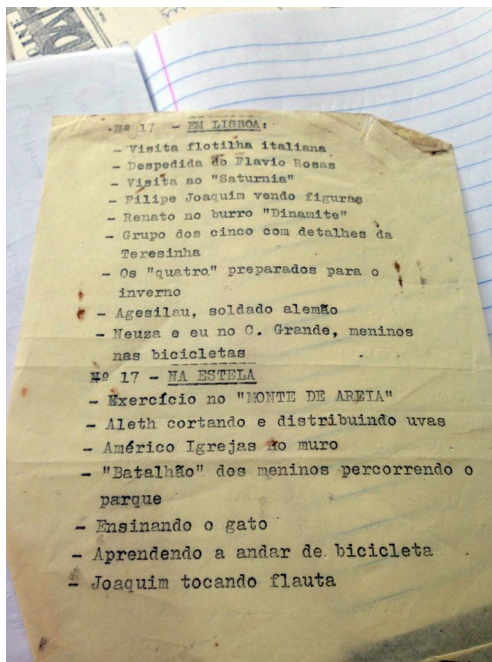 Nº 17 - EM LISBOA:
- Visita flotilha italiana
- Despedida do Flavio Rosas
- Visita ao "Saturnia"
- Filipe Joaquim vendo figuras
- Renato no burro "Dinamite"
- Grupo dos cinco com detalhes da
Teresinha
- Os "quatro" preparados para o
inverno
- Agesilau, soldado alemão
- Neuza e eu no C. Grande, meninos
nas bicicletas
Nº 17 - NA ESTELA
- Exercício no "MONTE DE AREIA"
- Aleth cortando e distribuindo uvas
- Américo Igrejas no muro
- "Batalhão" dos meninos percorrendo o
parque
- Ensinando o gato
- Aprendendo a andar de bicicleta
- Joaquim tocando flauta